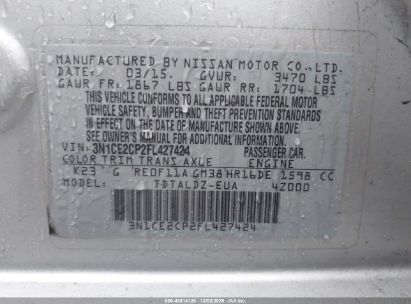 MANUFACTURED BY NISSAN MOTOR CO., LTD.
DATE: 03/15. GVWR: 3470 LBS
GAWR FR: 1867 LBS GAWR RR: 1704 LBS
THIS VEHICLE CONFORMS TO ALL APPLICABLE FEDERAL MOTOR
VEHICLE SAFETY, BUMPER AND THEFT PREVENTION STANDARDS
IN EFFECT ON THE DATE OF MANUFACTURE SHOWN ABOVE.
SEE OWNER'S MANUAL FOR ADDITIONAL INFORMATION.
VIN: 3N1CE2CP2FL427424 PASSENGER CAR.
COLOR TRIM TRANS AXLE ENGINE
K23 G RE0F11A GM38 HR16DE 1598 CC
TDTALDZ-EUA 4Z000
3N1CE2CP2FL427424